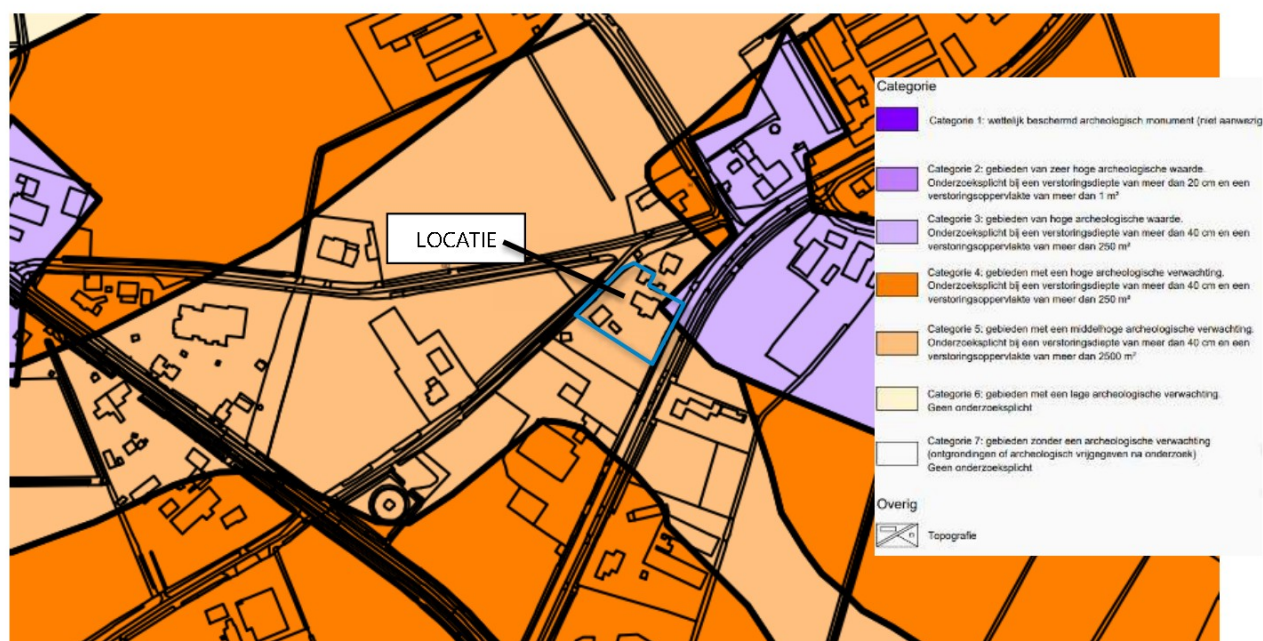 LOCATIE
Categorie
Categorie 1: wettelijk beschermd archeologisch monument (niet aanwezig
Categorie 2: gebieden van zeer hoge archeologische waarde.
Onderzoeksplicht bij een verstoringsdiepte van meer dan 20 cm en een
verstoringsoppervlakte van meer dan 1 m²
Categorie 3: gebieden van hoge archeologische waarde.
Onderzoeksplicht bij een verstoringsdiepte van meer dan 40 cm en een
verstoringsoppervlakte van meer dan 250 m²
Categorie 4: gebieden met een hoge archeologische verwachting.
Onderzoeksplicht bij een verstoringsdiepte van meer dan 40 cm en een
verstoringsoppervlakte van meer dan 250 m²
Categorie 5: gebieden met een middelhoge archeologische verwachting.
Onderzoeksplicht bij een verstoringsdiepte van meer dan 40 cm en een
verstoringsoppervlakte van meer dan 2500 m²
Categorie 6: gebieden met een lage archeologische verwachting.
Geen onderzoeksplicht
Categorie 7: gebieden zonder een archeologische verwachting
(ontgrondingen of archeologisch vrijgegeven na onderzoek)
Geen onderzoeksplicht
Overig
Topografie